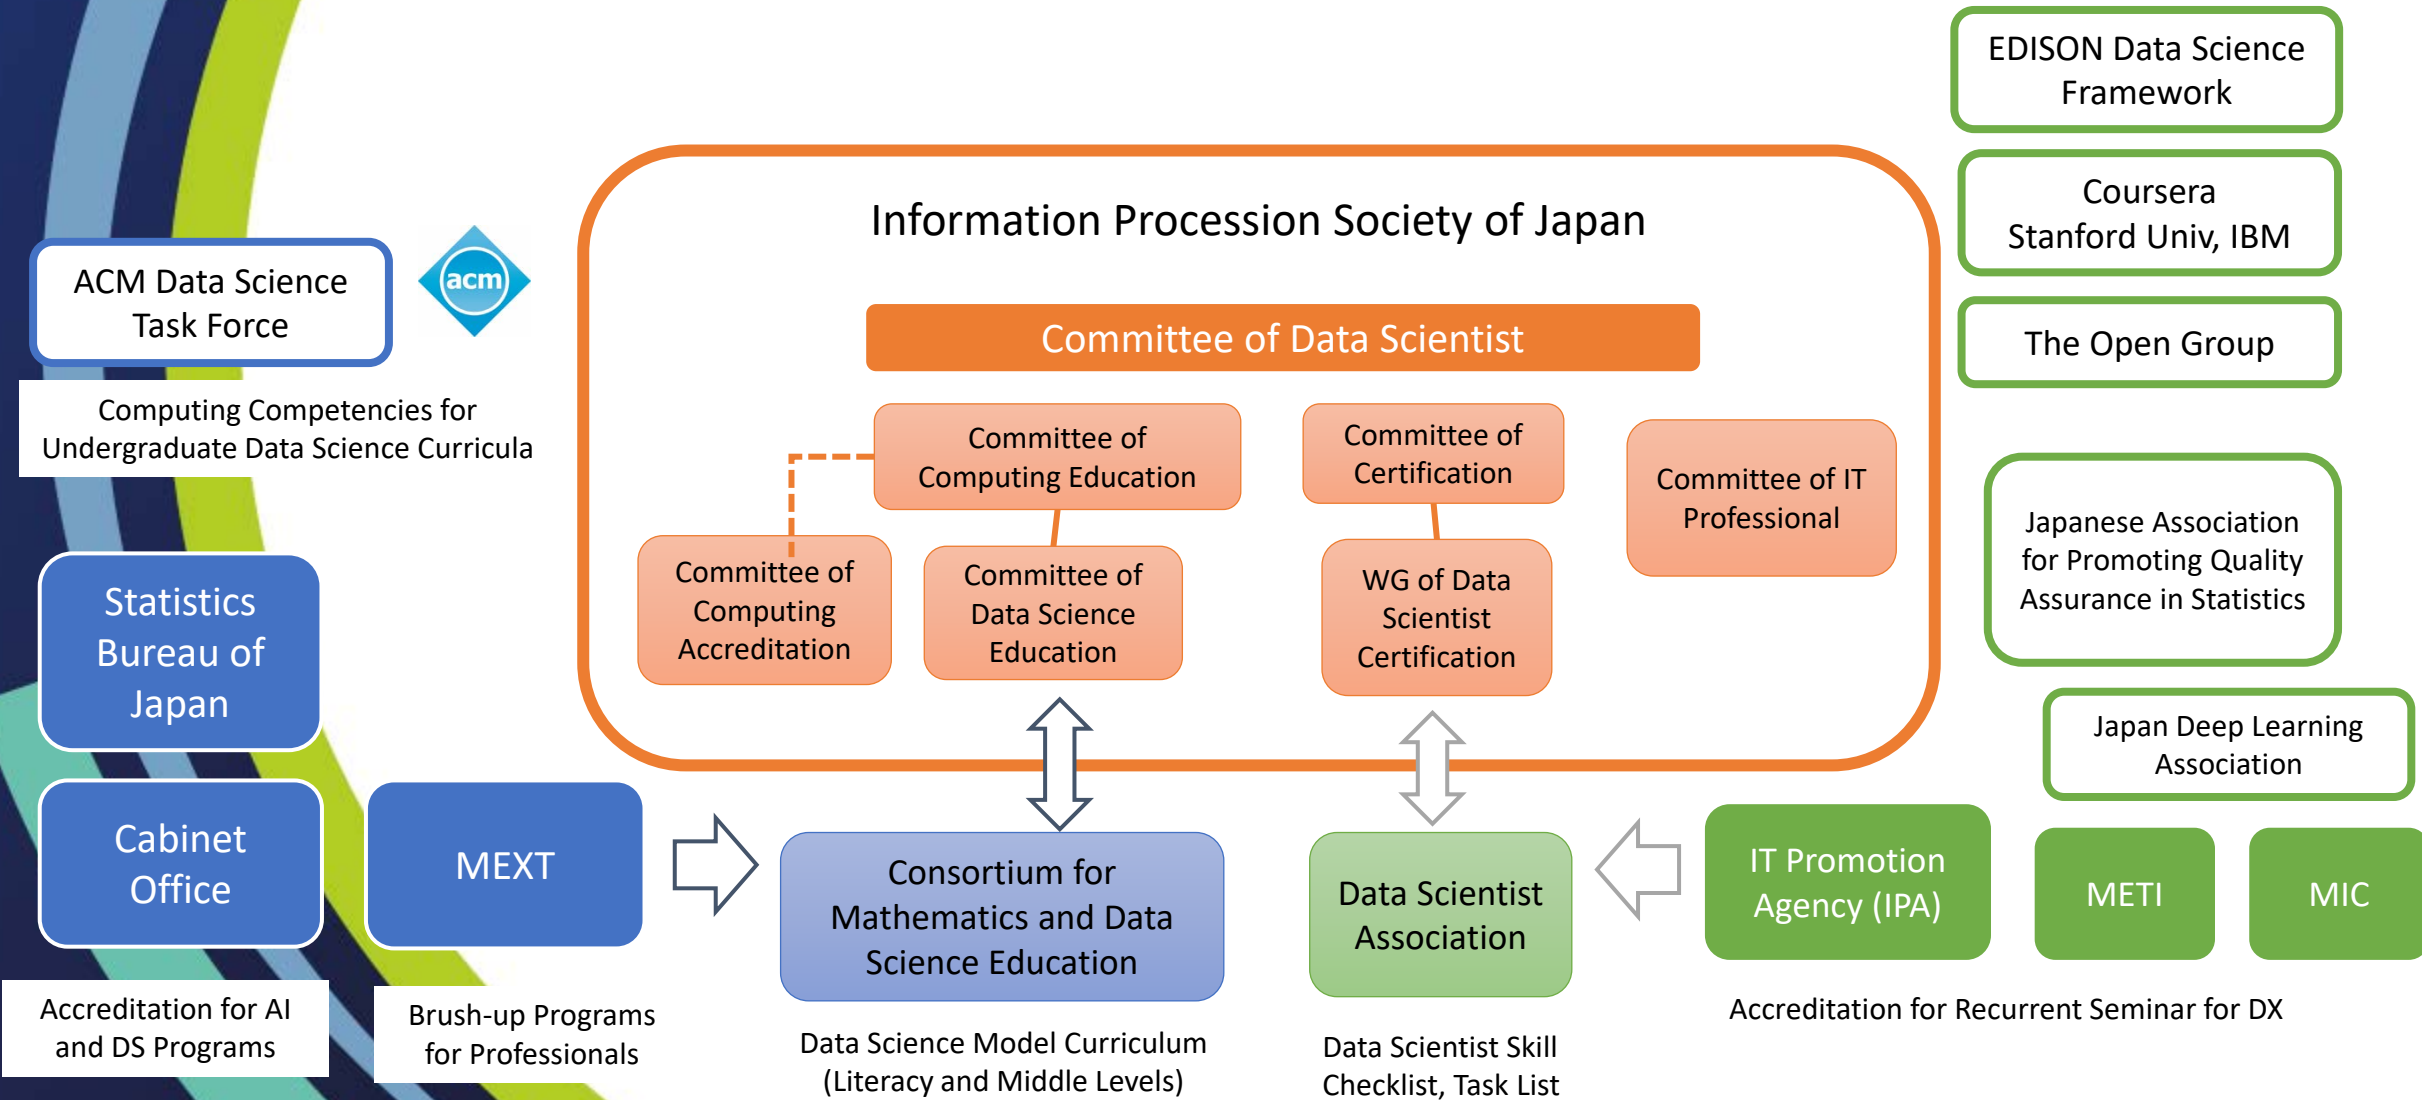 EDISON Data Science
Framework
Coursera
Stanford Univ, IBM
The Open Group
Information Procession Society of Japan
Committee of Data Scientist
ACM Data Science
Task Force
acm
Computing Competencies for
Undergraduate Data Science Curricula
Committee of
Computing Education
Committee of
Certification
Committee of IT
Professional
Committee of
Computing
Accreditation
Committee of
Data Science
Education
WG of Data
Scientist
Certification
Japanese Association
for Promoting Quality
Assurance in Statistics
Japan Deep Learning
Association
Statistics
Bureau of
Japan
Cabinet
Office
MEXT
Consortium for
Mathematics and Data
Science Education
Data Scientist
Association
IT Promotion
Agency (IPA)
METI
MIC
Accreditation for AI
and DS Programs
Brush-up Programs
for Professionals
Data Science Model Curriculum
(Literacy and Middle Levels)
Data Scientist Skill
Checklist, Task List
Accreditation for Recurrent Seminar for DX